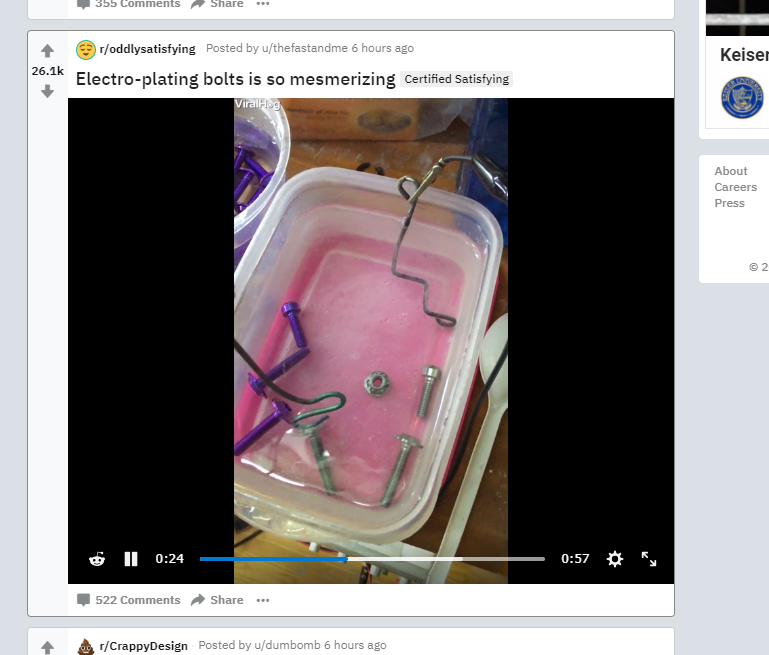 355 Comments Share
r/oddlysatisfying Posted by u/thefastandme 6 hours ago
26.1k
Electro-plating bolts is so mesmerizing Certified Satisfying
ViralHog
0:24
0:57
522 Comments Share
r/CrappyDesign Posted by u/dumbomb 6 hours ago
Keiser
About
Careers
Press
© 2